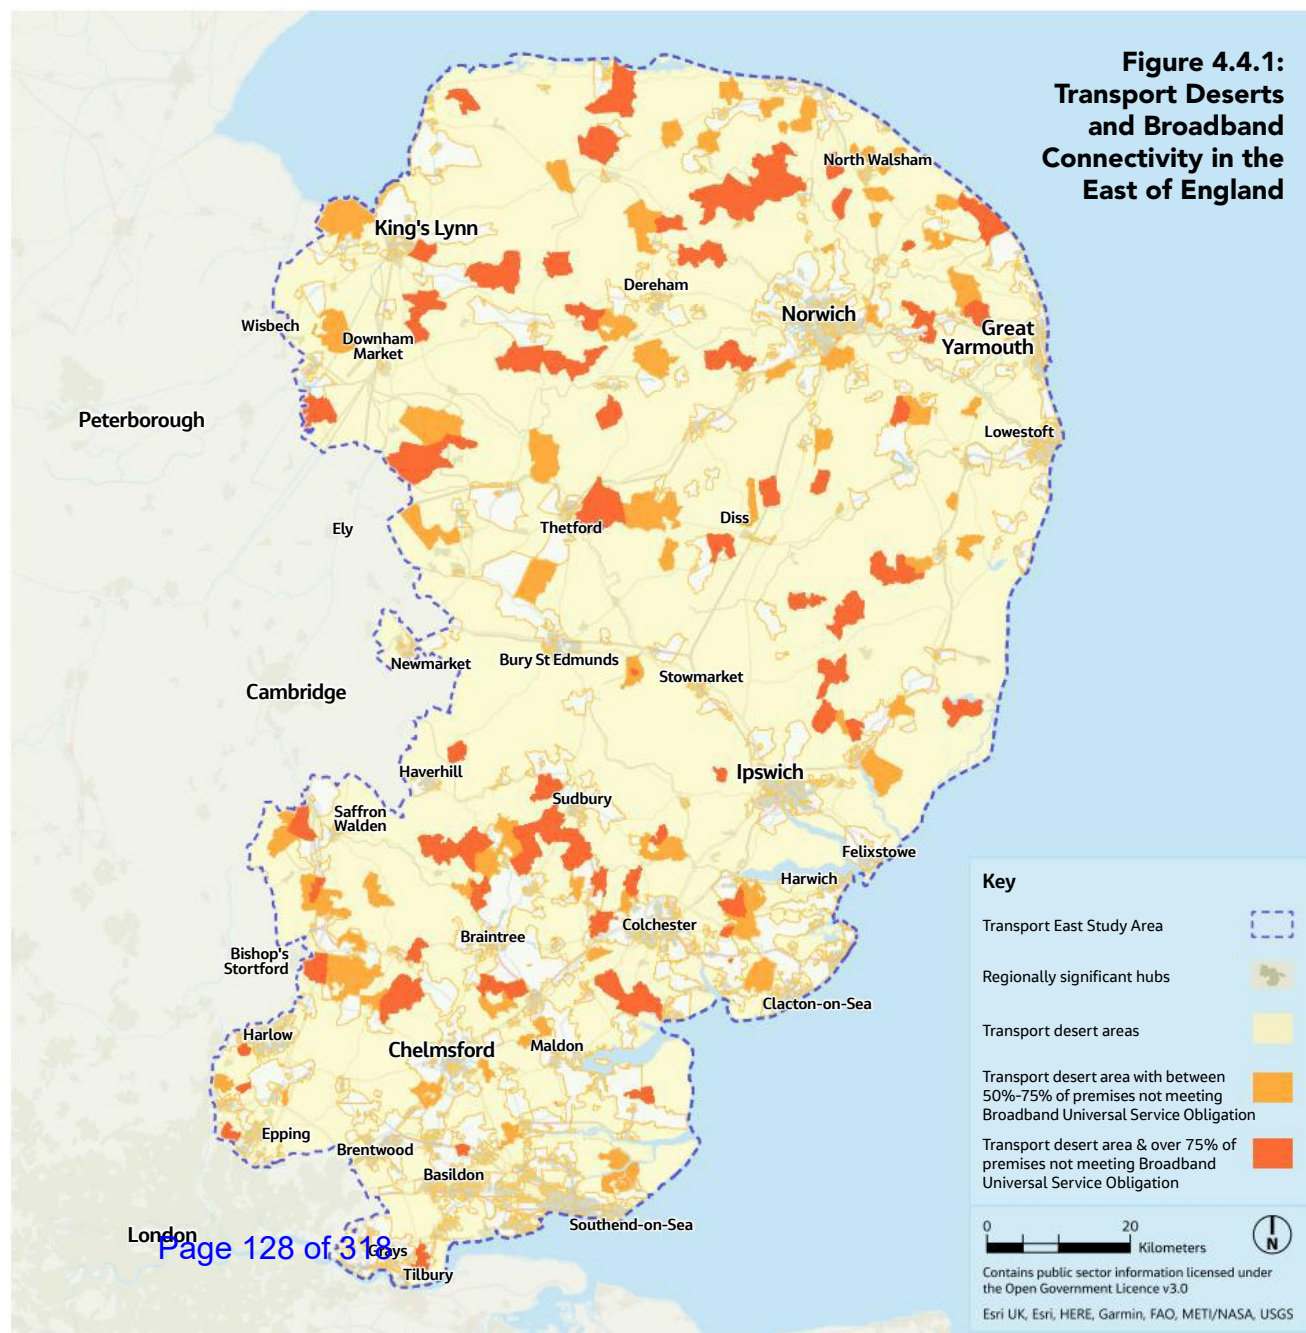 Figure 4.4.1:
Transport Deserts
and Broadband
Connectivity in the
East of England
North Walsham
King's Lynn
Dereham
Norwich
Wisbech
Downham
Market
Great
Yarmouth
Peterborough
Lowestoft
Ely
Thetford
Diss
Newmarket
Bury St Edmunds
Stowmarket
Cambridge
Haverhill
Ipswich
Sudbury
Saffron
Walden
Felixstowe
Harwich
Colchester
Braintree
Bishop's
Stortford
Clacton-on-Sea
Harlow
Chelmsford
Maldon
Epping
Brentwood
Basildon
Southend-on-Sea
London
Grays
Tilbury
Page 128 of 318
Key
Transport East Study Area
Regionally significant hubs
Transport desert areas
Transport desert area with between
50%-75% of premises not meeting
Broadband Universal Service Obligation
Transport desert area & over 75% of
premises not meeting Broadband
Universal Service Obligation
0 20
Kilometers
N
Contains public sector information licensed under
the Open Government Licence v3.0
Esri UK, Esri, HERE, Garmin, FAO, METI/NASA, USGS